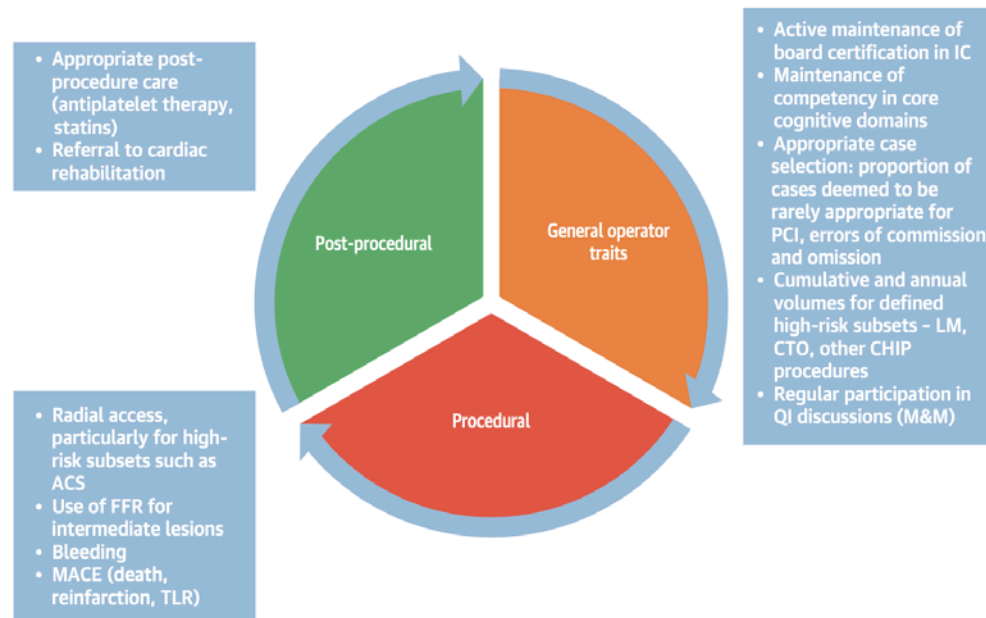 • Appropriate post-
procedure care
(antiplatelet therapy,
statins)
• Referral to cardiac
rehabilitation
Post-procedural
General operator
traits
Procedural
• Active maintenance of
board certification in IC
• Maintenance of
competency in core
cognitive domains
• Appropriate case
selection: proportion of
cases deemed to be
rarely appropriate for
PCI, errors of commission
and omission
• Cumulative and annual
volumes for defined
high-risk subsets – LM,
CTO, other CHIP
procedures
• Regular participation in
QI discussions (M&M)
• Radial access,
particularly for high-
risk subsets such as
ACS
• Use of FFR for
intermediate lesions
• Bleeding
• MACE (death,
reinfarction, TLR)